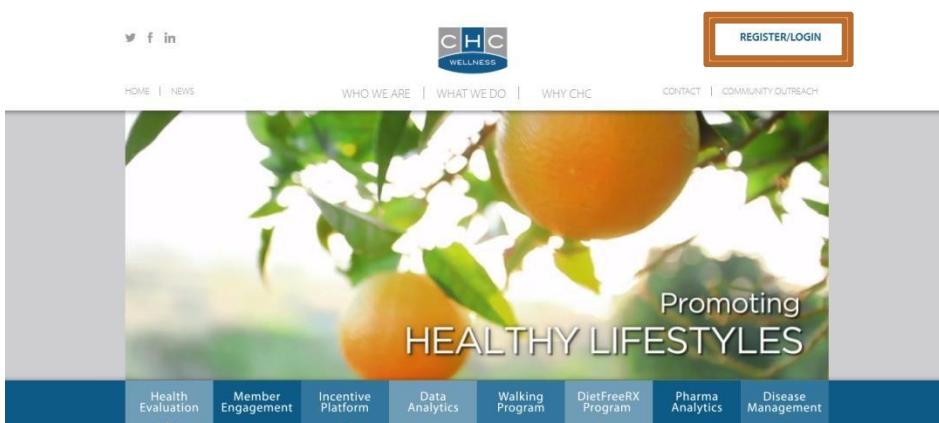 CHC
WELLNESS
REGISTER/LOGIN
HOME | NEWS
WHO WE ARE | WHAT WE DO | WHY CHC
CONTACT | COMMUNITY OUTREACH
Promoting
HEALTHY LIFESTYLES
Health
Evaluation
Member
Engagement
Incentive
Platform
Data
Analytics
Walking
Program
DietFreeRX
Program
Pharma
Analytics
Disease
Management